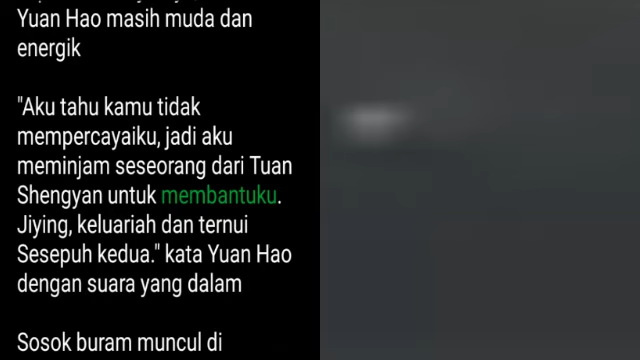 Yuan Hao masih muda dan
energik
"Aku tahu kamu tidak
mempercayaiku, jadi aku
meminjam seseorang dari Tuan
Shengyan untuk membantuku.
Jiying, keluariah dan ternui
Sesepuh kedua." kata Yuan Hao
dengan suara yang dalam
Sosok buram muncul di